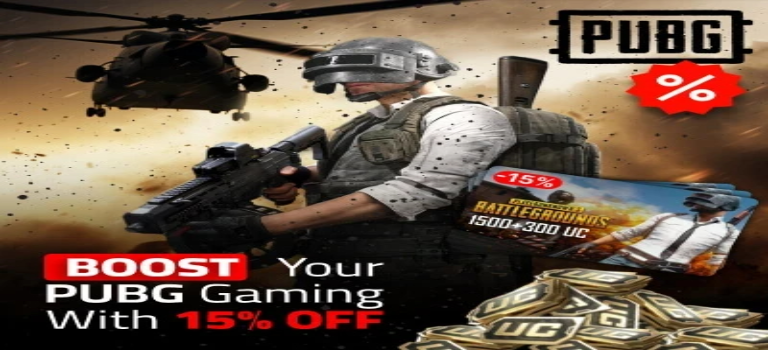 PUBG
%
-15%
BATTLEGROUNDS
1500+300 UC
BOOST Your
PUBG Gaming
With 15% OFF
UC
UC